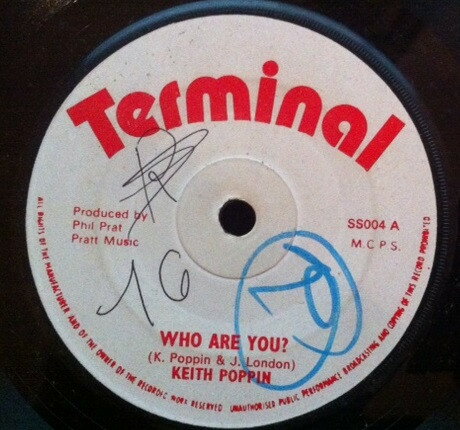 Terminal
Produced by
Phil Prat
Pratt Music
SS004 A
M.C.P.S.
16
WHO ARE YOU?
(K. Poppin & J. London)
KEITH POPPIN
ALL RIGHTS OF THE MANUFACTURER AND OF THE OWNER OF THE RECORDED WORK RESERVED UNAUTHORISED PUBLIC PERFORMANCE BROADCASTING AND COPYING OF THIS RECORD PROHIBITED